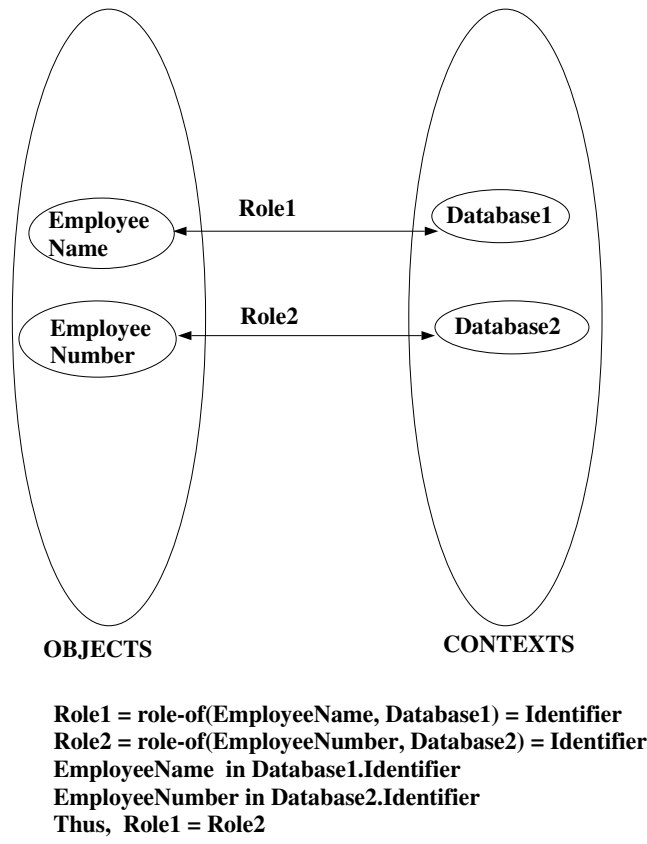 Employee
Name
Role1
Database1
Employee
Number
Role2
Database2
OBJECTS
CONTEXTS
Role1 = role-of(EmployeeName, Database1) = Identifier
Role2 = role-of(EmployeeNumber, Database2) = Identifier
EmployeeName in Database1.Identifier
EmployeeNumber in Database2.Identifier
Thus, Role1 = Role2